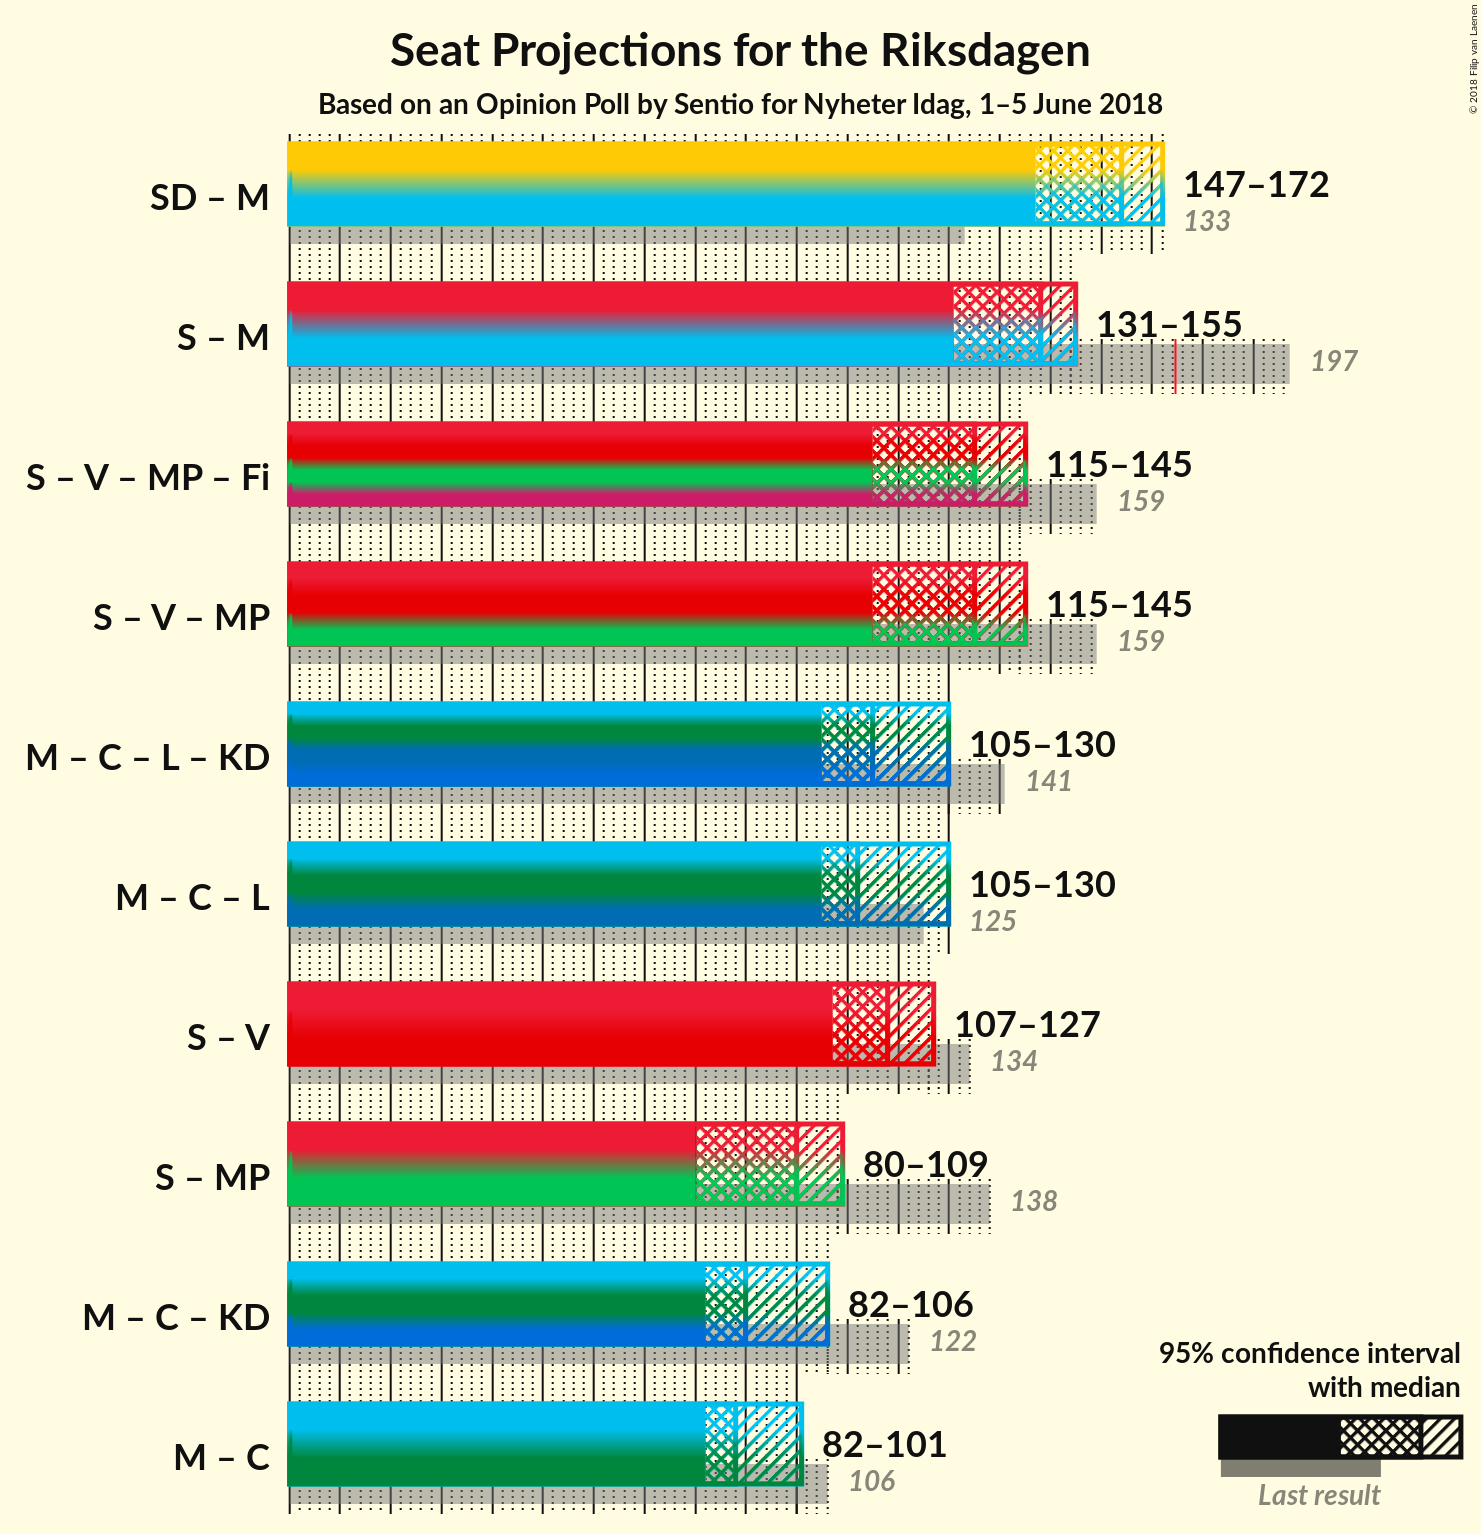 Seat Projections for the Riksdagen
Based on an Opinion Poll by Sentio for Nyheter Idag, 1–5 June 2018
© 2018 Filip van Laenen
SD – M
147–172
133
S – M
131–155
197
S – V – MP – Fi
115–145
159
S – V – MP
115–145
159
M – C – L – KD
105–130
141
M – C – L
105–130
125
S – V
107–127
134
S – MP
80–109
138
M – C – KD
82–106
122
M – C
82–101
106
95% confidence interval
with median
Last result